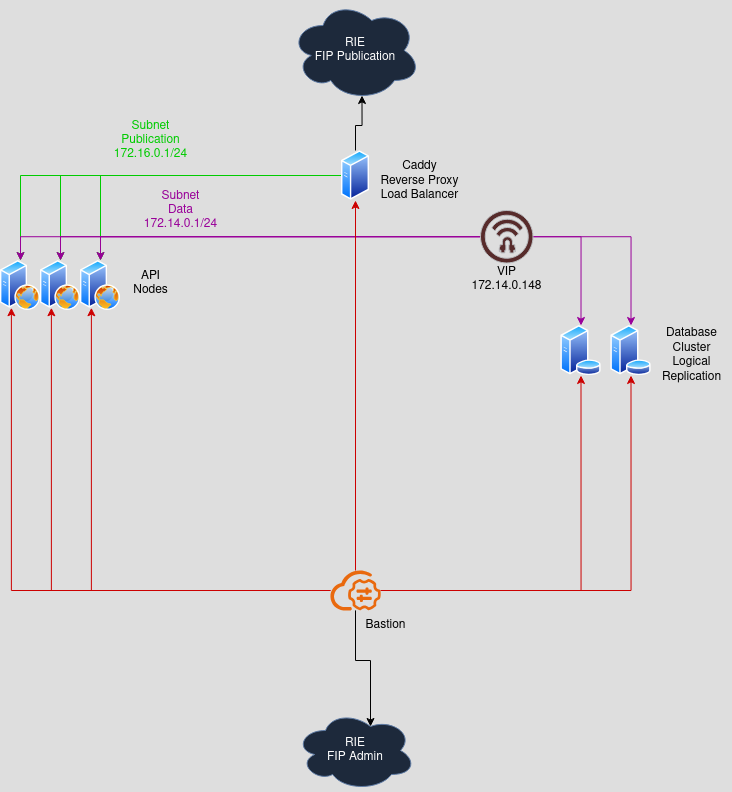 RIE
FIP Publication
Subnet
Publication
172.16.0.1/24
Caddy
Reverse Proxy
Load Balancer
Subnet
Data
172.14.0.1/24
VIP
172.14.0.148
API
Nodes
Database
Cluster
Logical
Replication
Bastion
RIE
FIP Admin